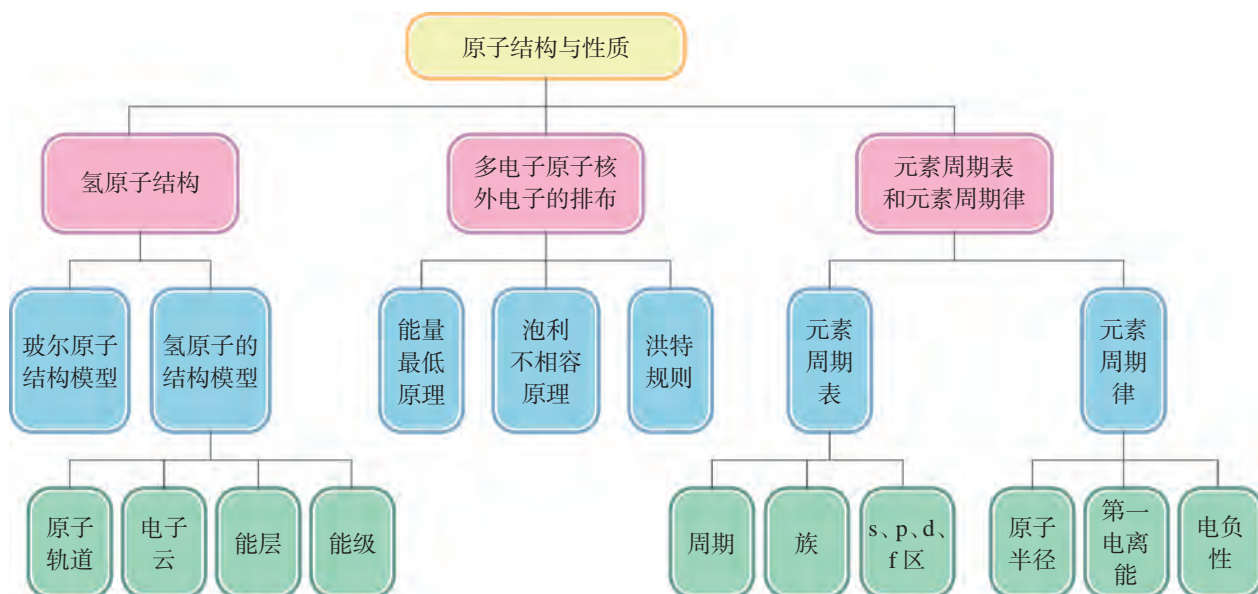 原子结构与性质
氢原子结构
多电子原子核
外电子的排布
元素周期表
和元素周期律
玻尔原子
结构模型
氢原子的
结构模型
能量
最低
原理
泡利
不相容
原理
洪特
规则
元素
周期
表
元素
周期
律
原子
轨道
电子
云
能层
能级
周期
族
s、p、d、
f 区
原子
半径
第一
电离
能
电负
性